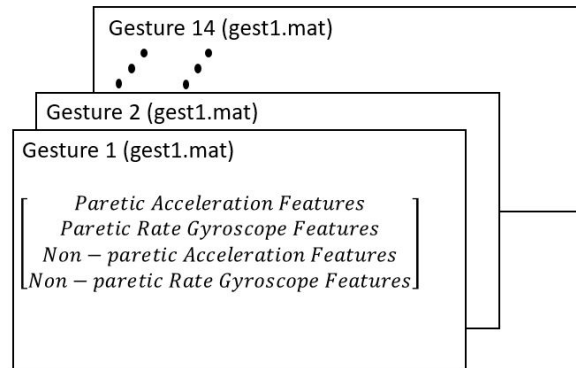 Gesture 14 (gest1.mat)
Gesture 2 (gest1.mat)
Gesture 1 (gest1.mat)
Paretic Acceleration Features
Paretic Rate Gyroscope Features
Non − paretic Acceleration Features
Non − paretic Rate Gyroscope Features